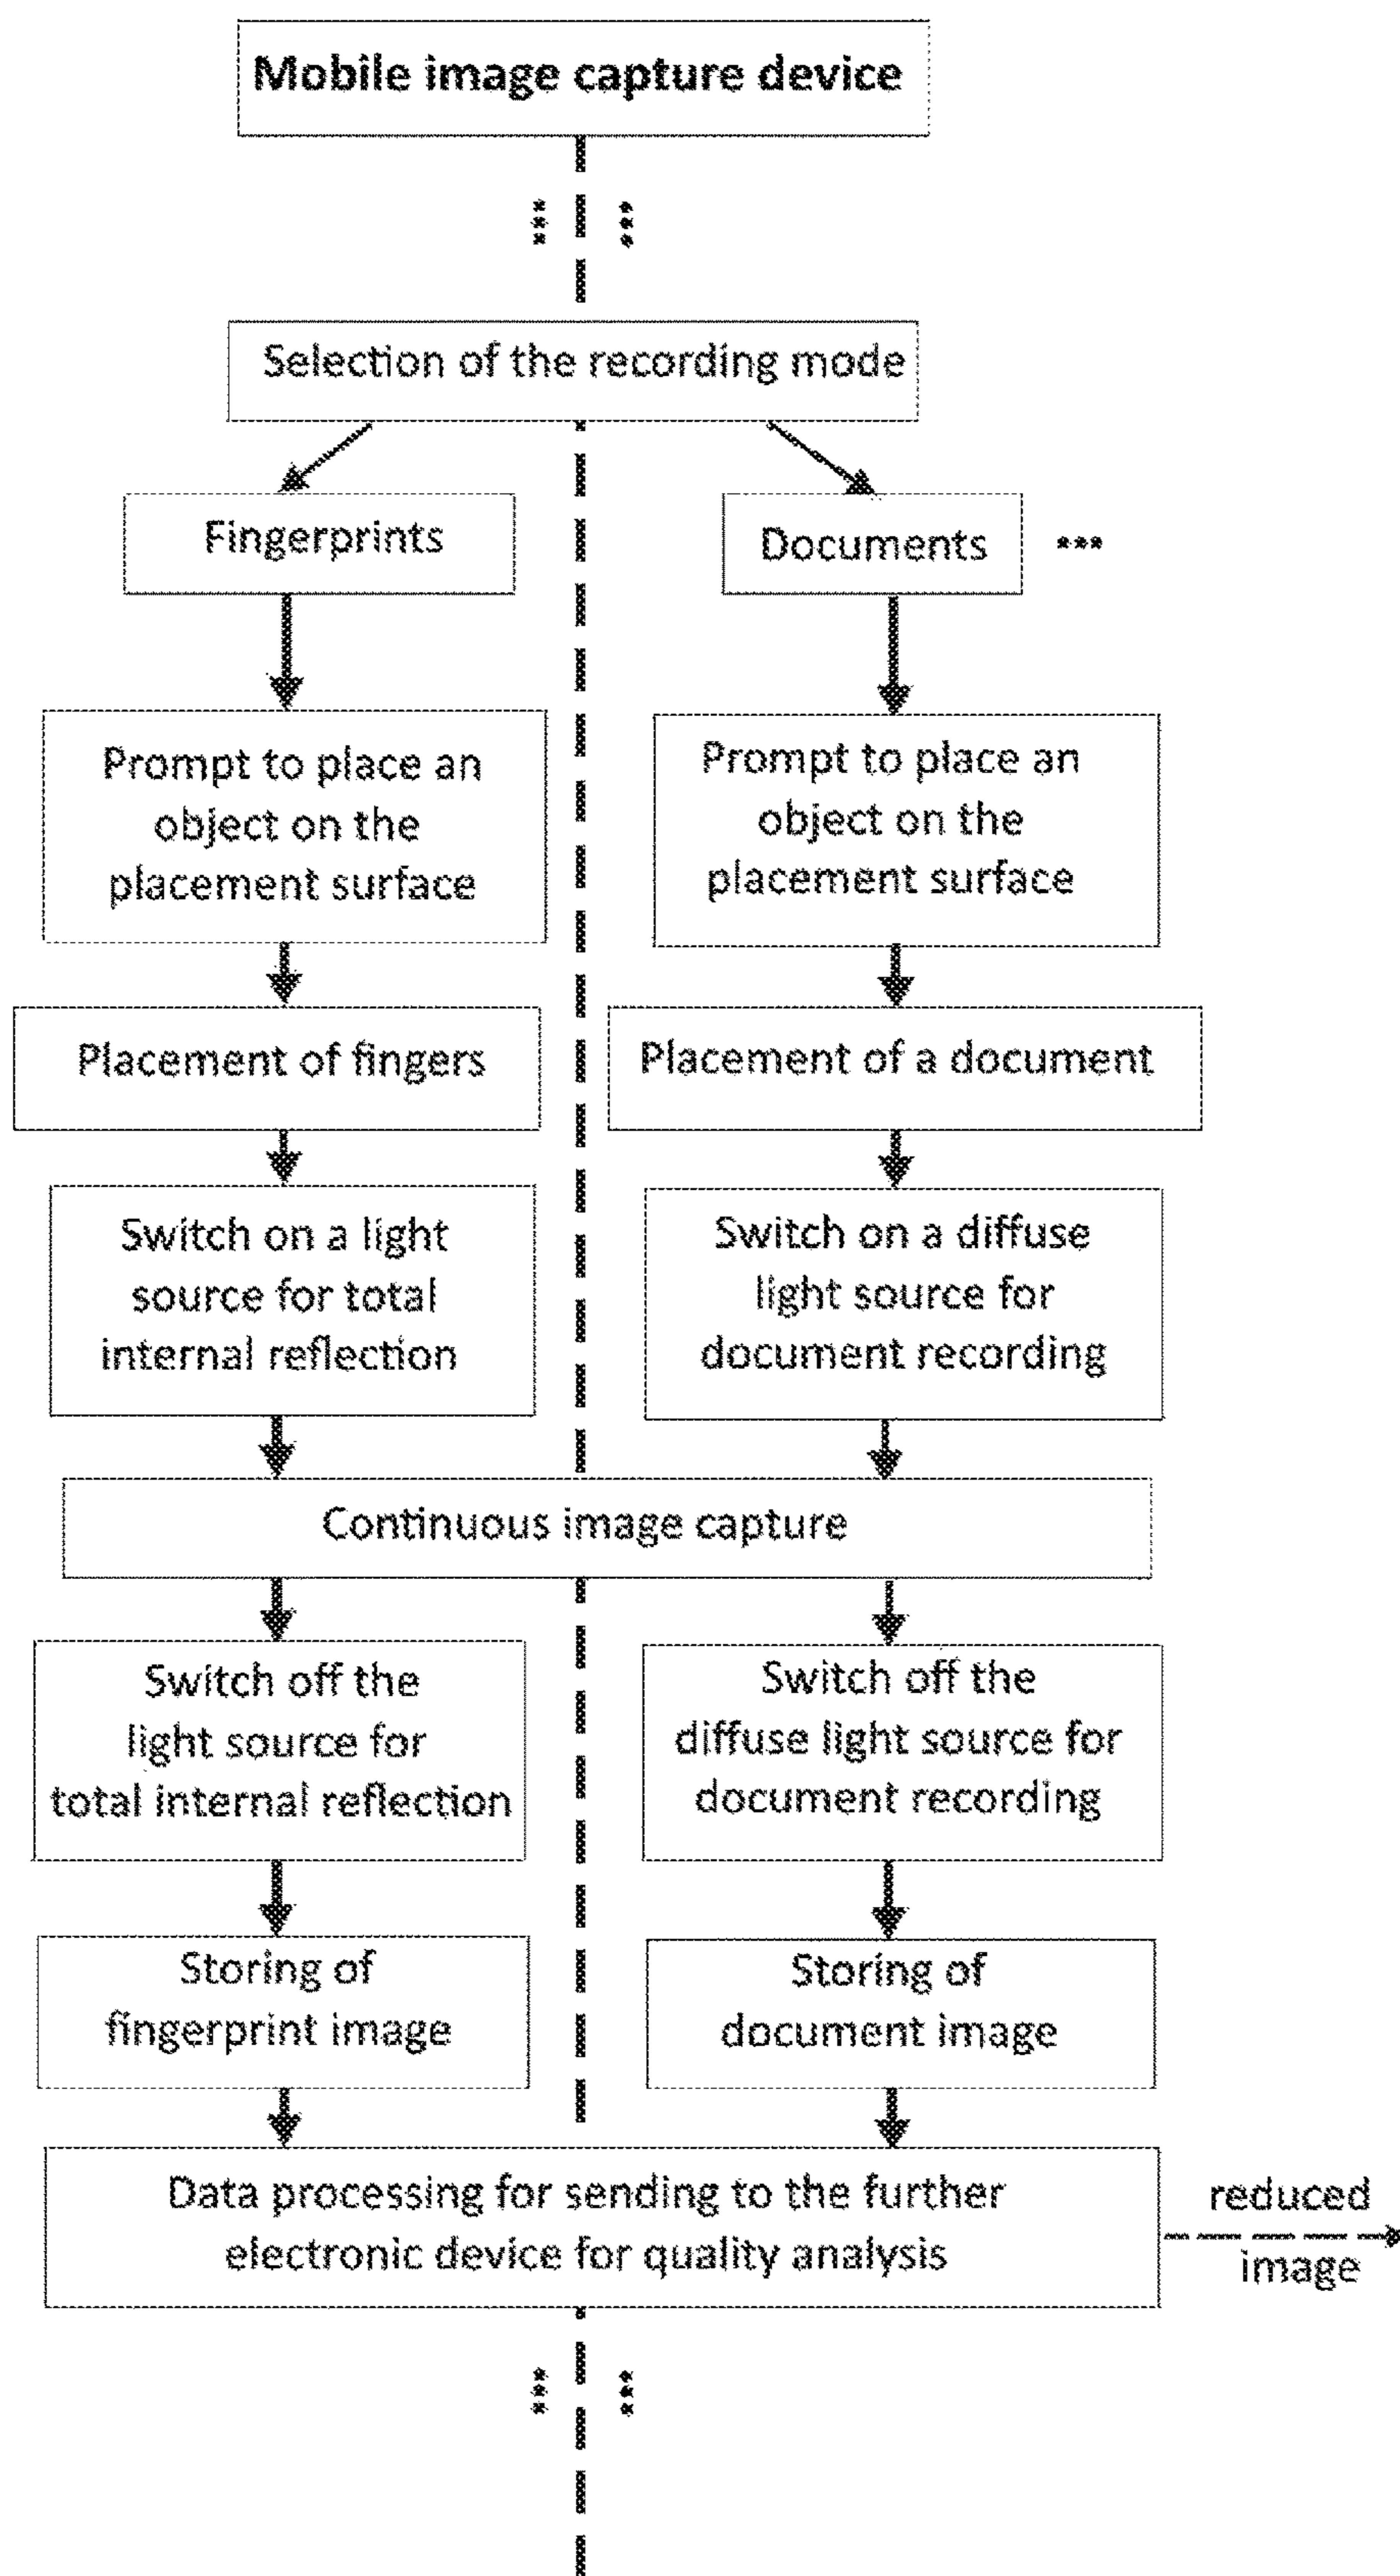 Mobile image capture device
Selection of the recording mode
Fingerprints
Documents
Prompt to place an
object on the
placement surface
Prompt to place an
object on the
placement surface
Placement of fingers
Placement of a document
Switch on a light
source for total
internal reflection
Switch on a diffuse
light source for
document recording
Continuous image capture
Switch off the
light source for
total internal reflection
Switch off the
diffuse light source for
document recording
Storing of
fingerprint image
Storing of
document image
Data processing for sending to the further
electronic device for quality analysis
reduced
image